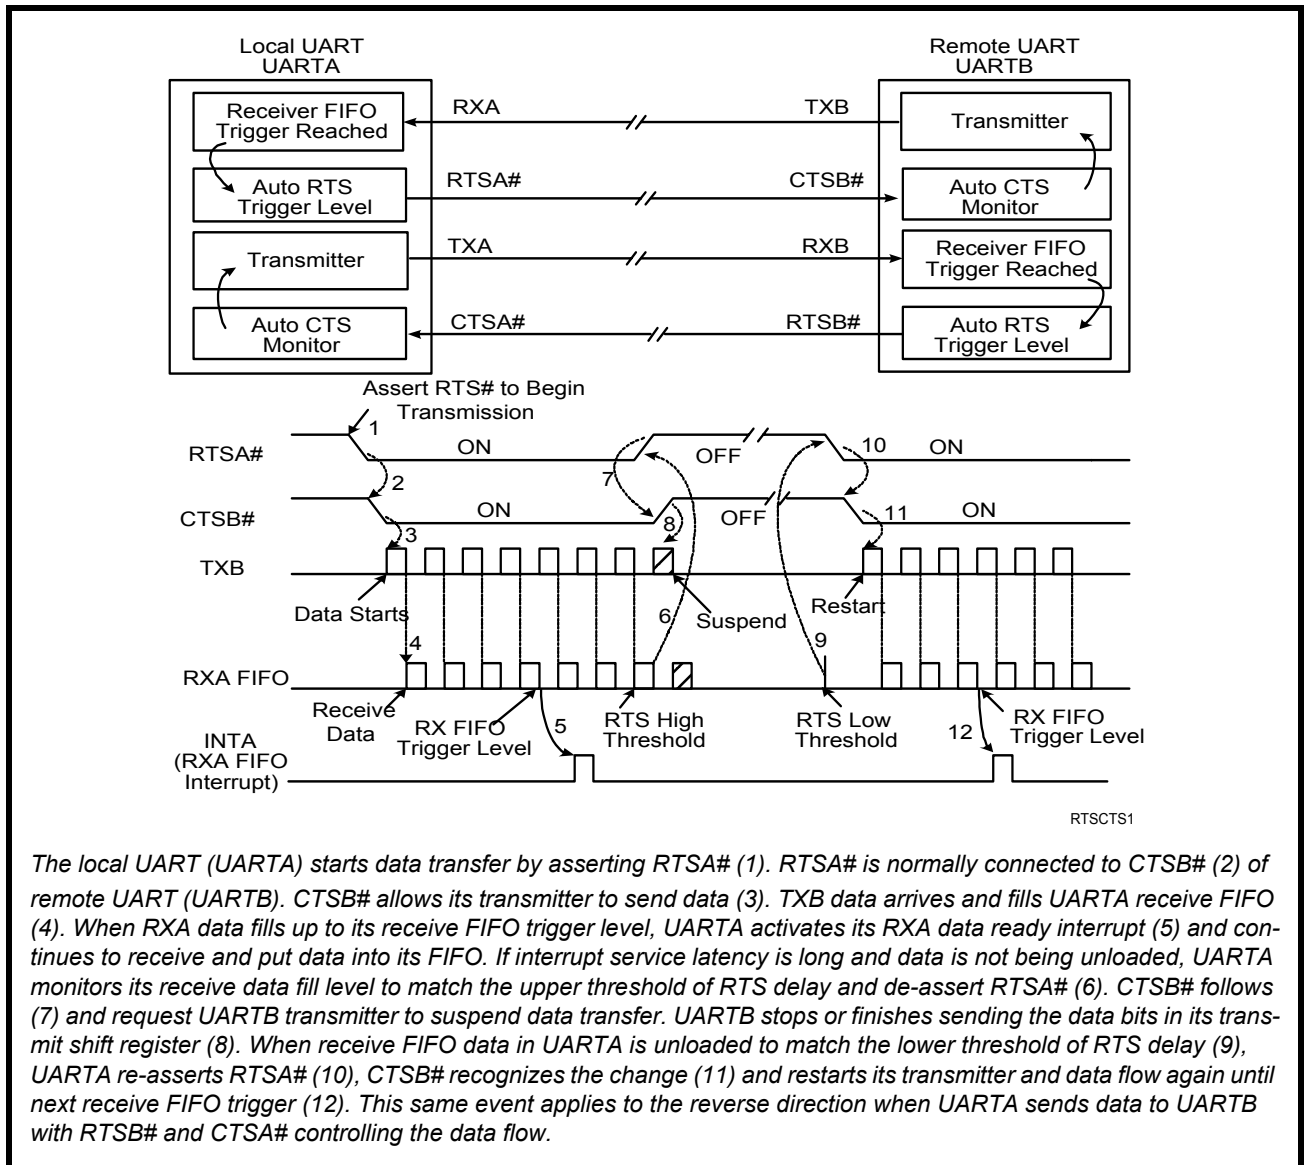 Local UART
UARTA
Remote UART
UARTB
Receiver FIFO
Trigger Reached
RXA
TXB
Transmitter
Auto RTS
Trigger Level
RTSA#
CTSB#
Auto CTS
Monitor
Transmitter
TXA
RXB
Receiver FIFO
Trigger Reached
Auto CTS
Monitor
CTSA#
RTSB#
Auto RTS
Trigger Level
Assert RTS# to Begin
Transmission
1
RTSA#
ON
OFF
10
ON
2
7
CTSB#
ON
OFF
11
ON
3
8
TXB
Data Starts
6
Suspend
Restart
4
9
RXA FIFO
Receive
Data
RX FIFO
Trigger Level
5
RTS High
Threshold
RTS Low
Threshold
12
RX FIFO
Trigger Level
INTA
(RXA FIFO
Interrupt)
RTSCTS1
The local UART (UARTA) starts data transfer by asserting RTSA# (1). RTSA# is normally connected to CTSB# (2) of
remote UART (UARTB). CTSB# allows its transmitter to send data (3). TXB data arrives and fills UARTA receive FIFO
(4). When RXA data fills up to its receive FIFO trigger level, UARTA activates its RXA data ready interrupt (5) and con-
tinues to receive and put data into its FIFO. If interrupt service latency is long and data is not being unloaded, UARTA
monitors its receive data fill level to match the upper threshold of RTS delay and de-assert RTSA# (6). CTSB# follows
(7) and request UARTB transmitter to suspend data transfer. UARTB stops or finishes sending the data bits in its trans-
mit shift register (8). When receive FIFO data in UARTA is unloaded to match the lower threshold of RTS delay (9),
UARTA re-asserts RTSA# (10), CTSB# recognizes the change (11) and restarts its transmitter and data flow again until
next receive FIFO trigger (12). This same event applies to the reverse direction when UARTA sends data to UARTB
with RTSB# and CTSA# controlling the data flow.